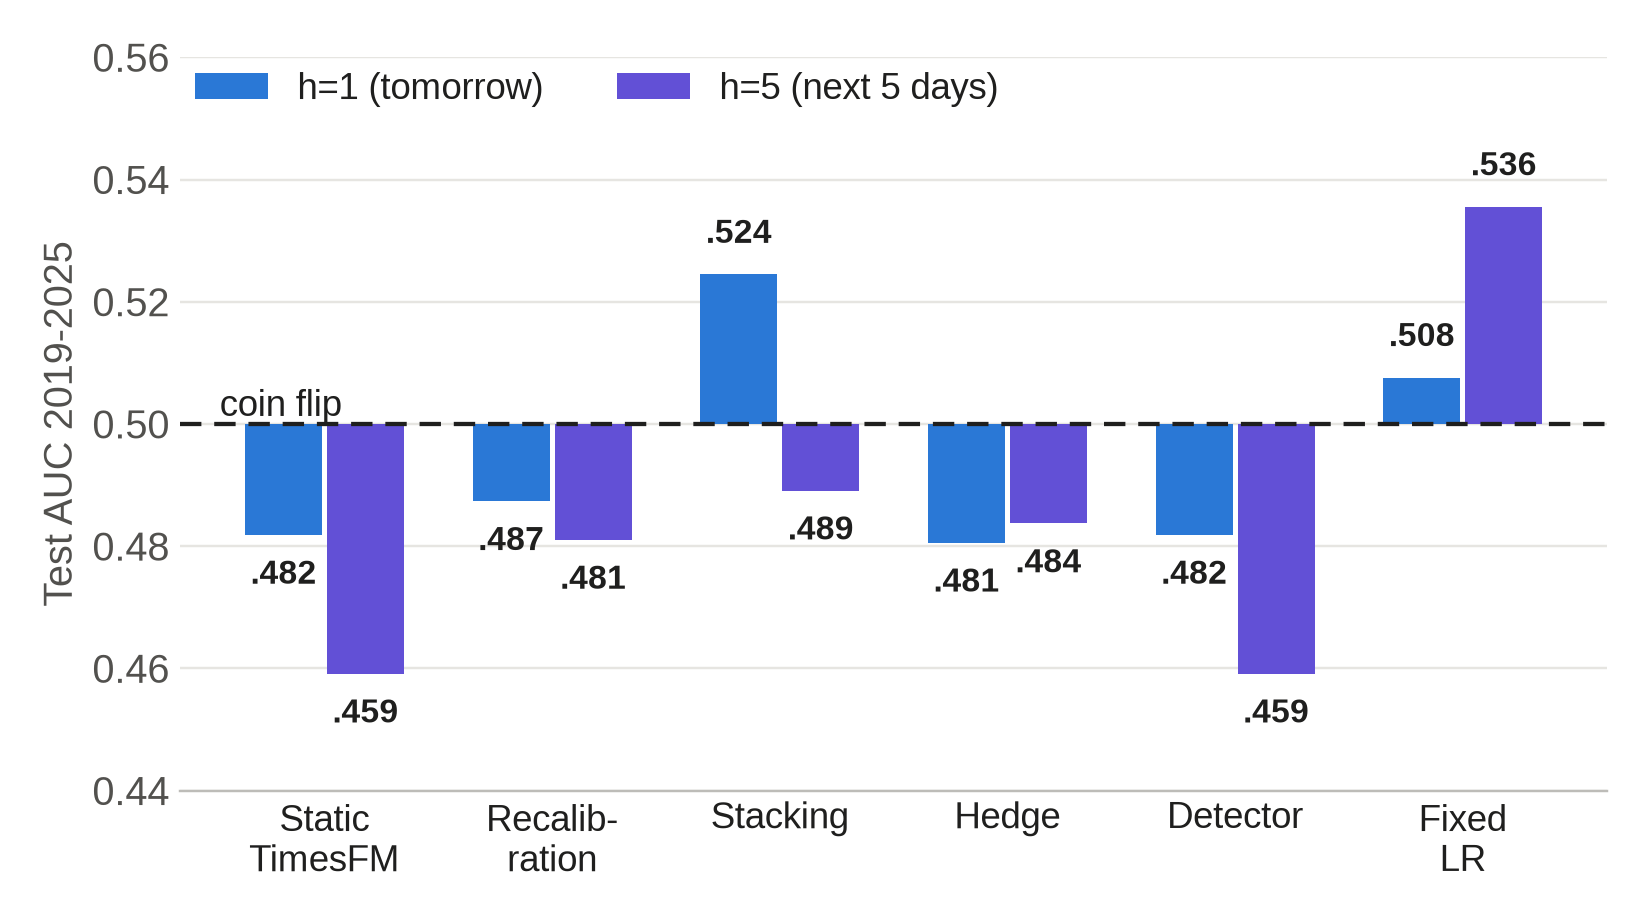 0.56
h=1 (tomorrow)
h=5 (next 5 days)
0.54
0.52
0.50
0.48
0.46
0.44
Test AUC 2019-2025
coin flip
.482
.459
.487
.481
.524
.489
.481
.484
.482
.459
.508
.536
Static
TimesFM
Recalib-
ration
Stacking
Hedge
Detector
Fixed
LR